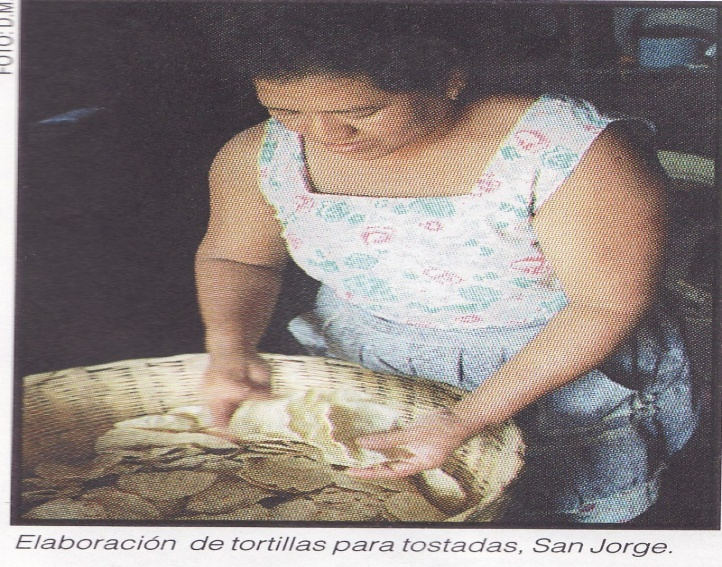 FOTO: D.M
Elaboración de tortillas para tostadas, San Jorge.